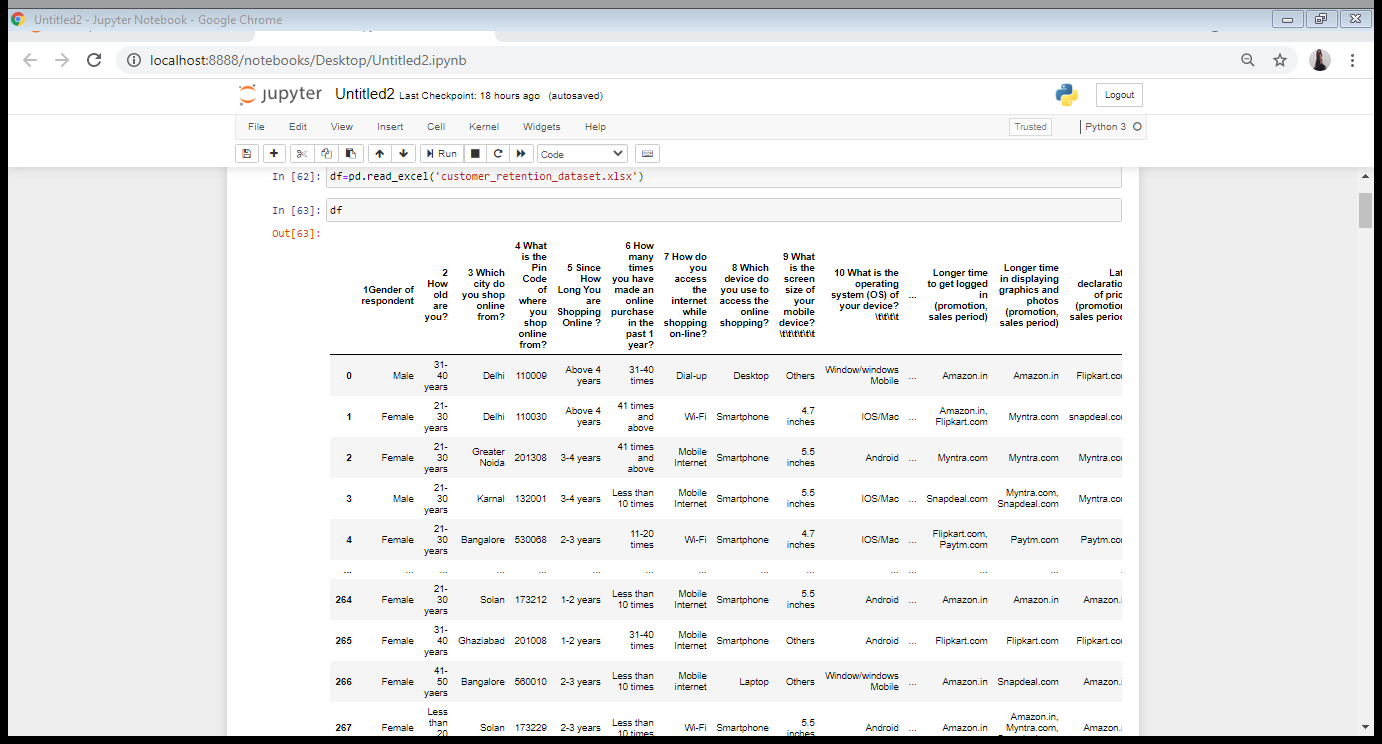 Untitled2 - Jupyter Notebook - Google Chrome
localhost:8888/notebooks/Desktop/Untitled2.ipynb
jupyter Untitled2 Last Checkpoint: 18 hours ago (autosaved) Logout
File Edit View Insert Cell Kernel Widgets Help Trusted Python 3
Run Code
In [62]: df=pd.read_excel('customer_retention_dataset.xlsx')
In [63]: df
Out[63]:
1Gender of respondent 2 How old are you? 3 Which city do you shop online from? 4 What is the Pin Code of where you shop online from? 5 Since How Long You are Shopping Online ? 6 How many times you have made an online purchase in the past 1 year? 7 How do you access the internet while shopping on-line? 8 Which device do you use to access the online shopping? 9 What is the screen size of your mobile device? \t\t\t\t\t\t 10 What is the operating system (OS) of your device? \t\t\t\t ... Longer time to get logged in (promotion, sales period) Longer time in displaying graphics and photos (promotion, sales period) Lat declaratio of pric (promotion sales perioc
0 Male 31-40 years Delhi 110009 Above 4 years 31-40 times Dial-up Desktop Others Window/windows Mobile ... Amazon.in Amazon.in Flipkart.co
1 Female 21-30 years Delhi 110030 Above 4 years 41 times and above Wi-Fi Smartphone 4.7 inches IOS/Mac ... Amazon.in, Flipkart.com Myntra.com snapdeal.co
2 Female 21-30 years Greater Noida 201308 3-4 years 41 times and above Mobile Internet Smartphone 5.5 inches Android ... Myntra.com Myntra.com Myntra.co
3 Male 21-30 years Karnal 132001 3-4 years Less than 10 times Mobile Internet Smartphone 5.5 inches IOS/Mac ... Snapdeal.com Myntra.com, Snapdeal.com Myntra.co
4 Female 21-30 years Bangalore 530068 2-3 years 11-20 times Wi-Fi Smartphone 4.7 inches IOS/Mac ... Flipkart.com, Paytm.com Paytm.com Paytm.co
... ... ... ... ... ... ... ... ... ... ... ... ... ... ...
264 Female 21-30 years Solan 173212 1-2 years Less than 10 times Mobile Internet Smartphone 5.5 inches Android ... Amazon.in Amazon.in Amazon.
265 Female 31-40 years Ghaziabad 201008 1-2 years 31-40 times Mobile Internet Smartphone Others Android ... Flipkart.com Flipkart.com Flipkart.co
266 Female 41-50 yaers Bangalore 560010 2-3 years Less than 10 times Mobile internet Laptop Others Window/windows Mobile ... Amazon.in Snapdeal.com Amazon.
267 Female Less than 20 Solan 173229 2-3 years Less than 10 times Wi-Fi Smartphone 5.5 inches Android ... Amazon.in Amazon.in, Myntra.com, Amazon.